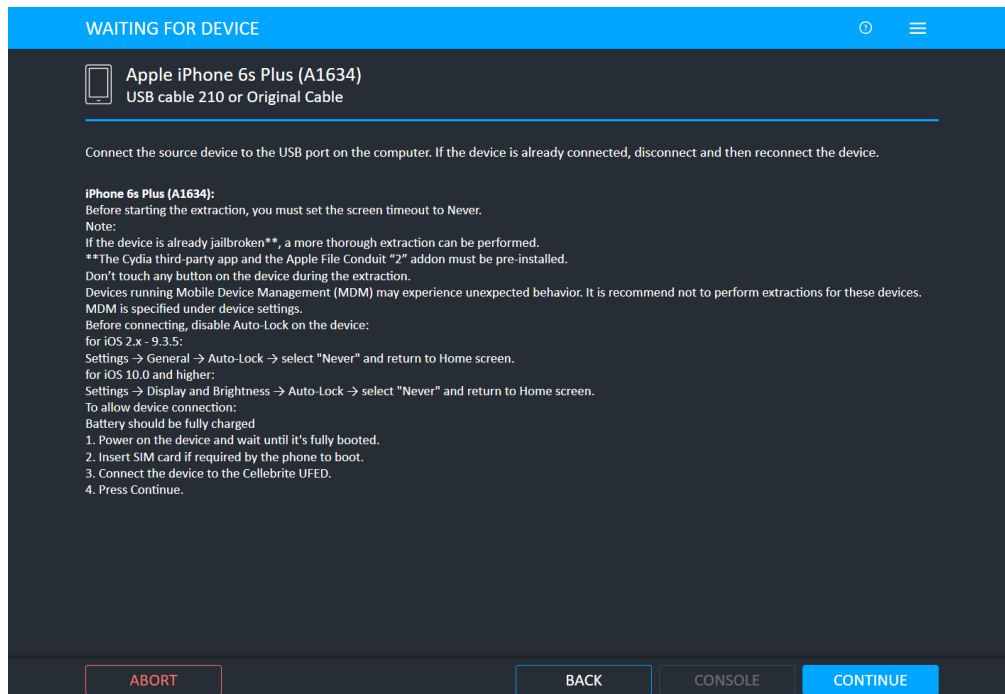 WAITING FOR DEVICE
Apple iPhone 6s Plus (A1634)
USB cable 210 or Original Cable
Connect the source device to the USB port on the computer. If the device is already connected, disconnect and then reconnect the device.
iPhone 6s Plus (A1634):
Before starting the extraction, you must set the screen timeout to Never.
Note:
If the device is already jailbroken**, a more thorough extraction can be performed.
**The Cydia third-party app and the Apple File Conduit “2” addon must be pre-installed.
Don’t touch any button on the device during the extraction.
Devices running Mobile Device Management (MDM) may experience unexpected behavior. It is recommend not to perform extractions for these devices.
MDM is specified under device settings.
Before connecting, disable Auto-Lock on the device:
for iOS 2.x - 9.3.5:
Settings → General → Auto-Lock → select "Never" and return to Home screen.
for iOS 10.0 and higher:
Settings → Display and Brightness → Auto-Lock → select "Never" and return to Home screen.
To allow device connection:
Battery should be fully charged
1. Power on the device and wait until it's fully booted.
2. Insert SIM card if required by the phone to boot.
3. Connect the device to the Cellebrite UFED.
4. Press Continue.
ABORT BACK CONSOLE CONTINUE